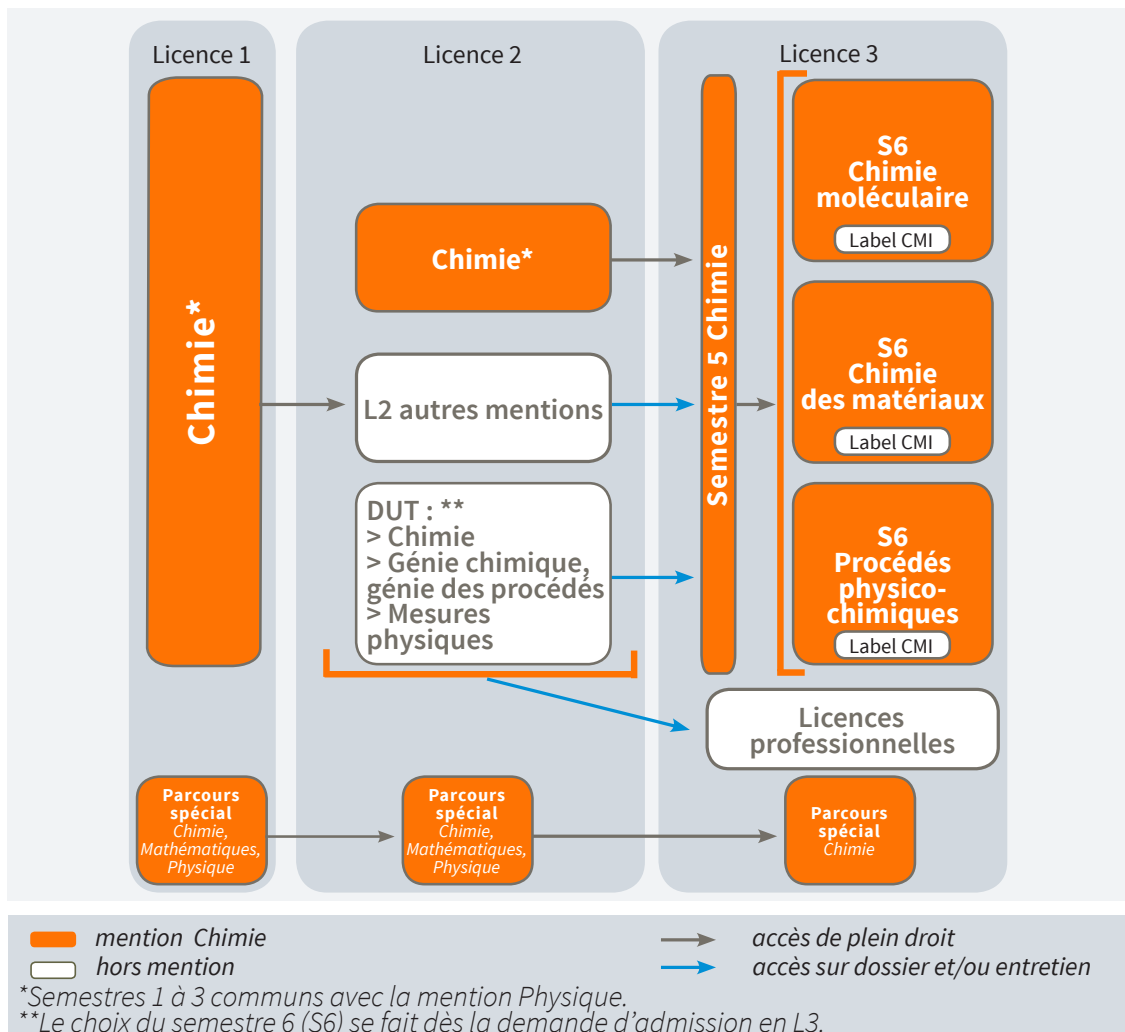 Licence 1
Licence 2
Licence 3
Chimie*
Chimie*
L2 autres mentions
DUT : **
> Chimie
> Génie chimique,
génie des procédés
> Mesures
physiques
Semestre 5 Chimie
S6
Chimie
moléculaire
Label CMI
S6
Chimie
des matériaux
Label CMI
S6
Procédés
physico-
chimiques
Label CMI
Licences
professionnelles
Parcours
spécial
Chimie,
Mathématiques,
Physique
Parcours
spécial
Chimie,
Mathématiques,
Physique
Parcours
spécial
Chimie
mention Chimie
hors mention
accès de plein droit
accès sur dossier et/ou entretien
*Semestres 1 à 3 communs avec la mention Physique.
**Le choix du semestre 6 (S6) se fait dès la demande d'admission en L3.